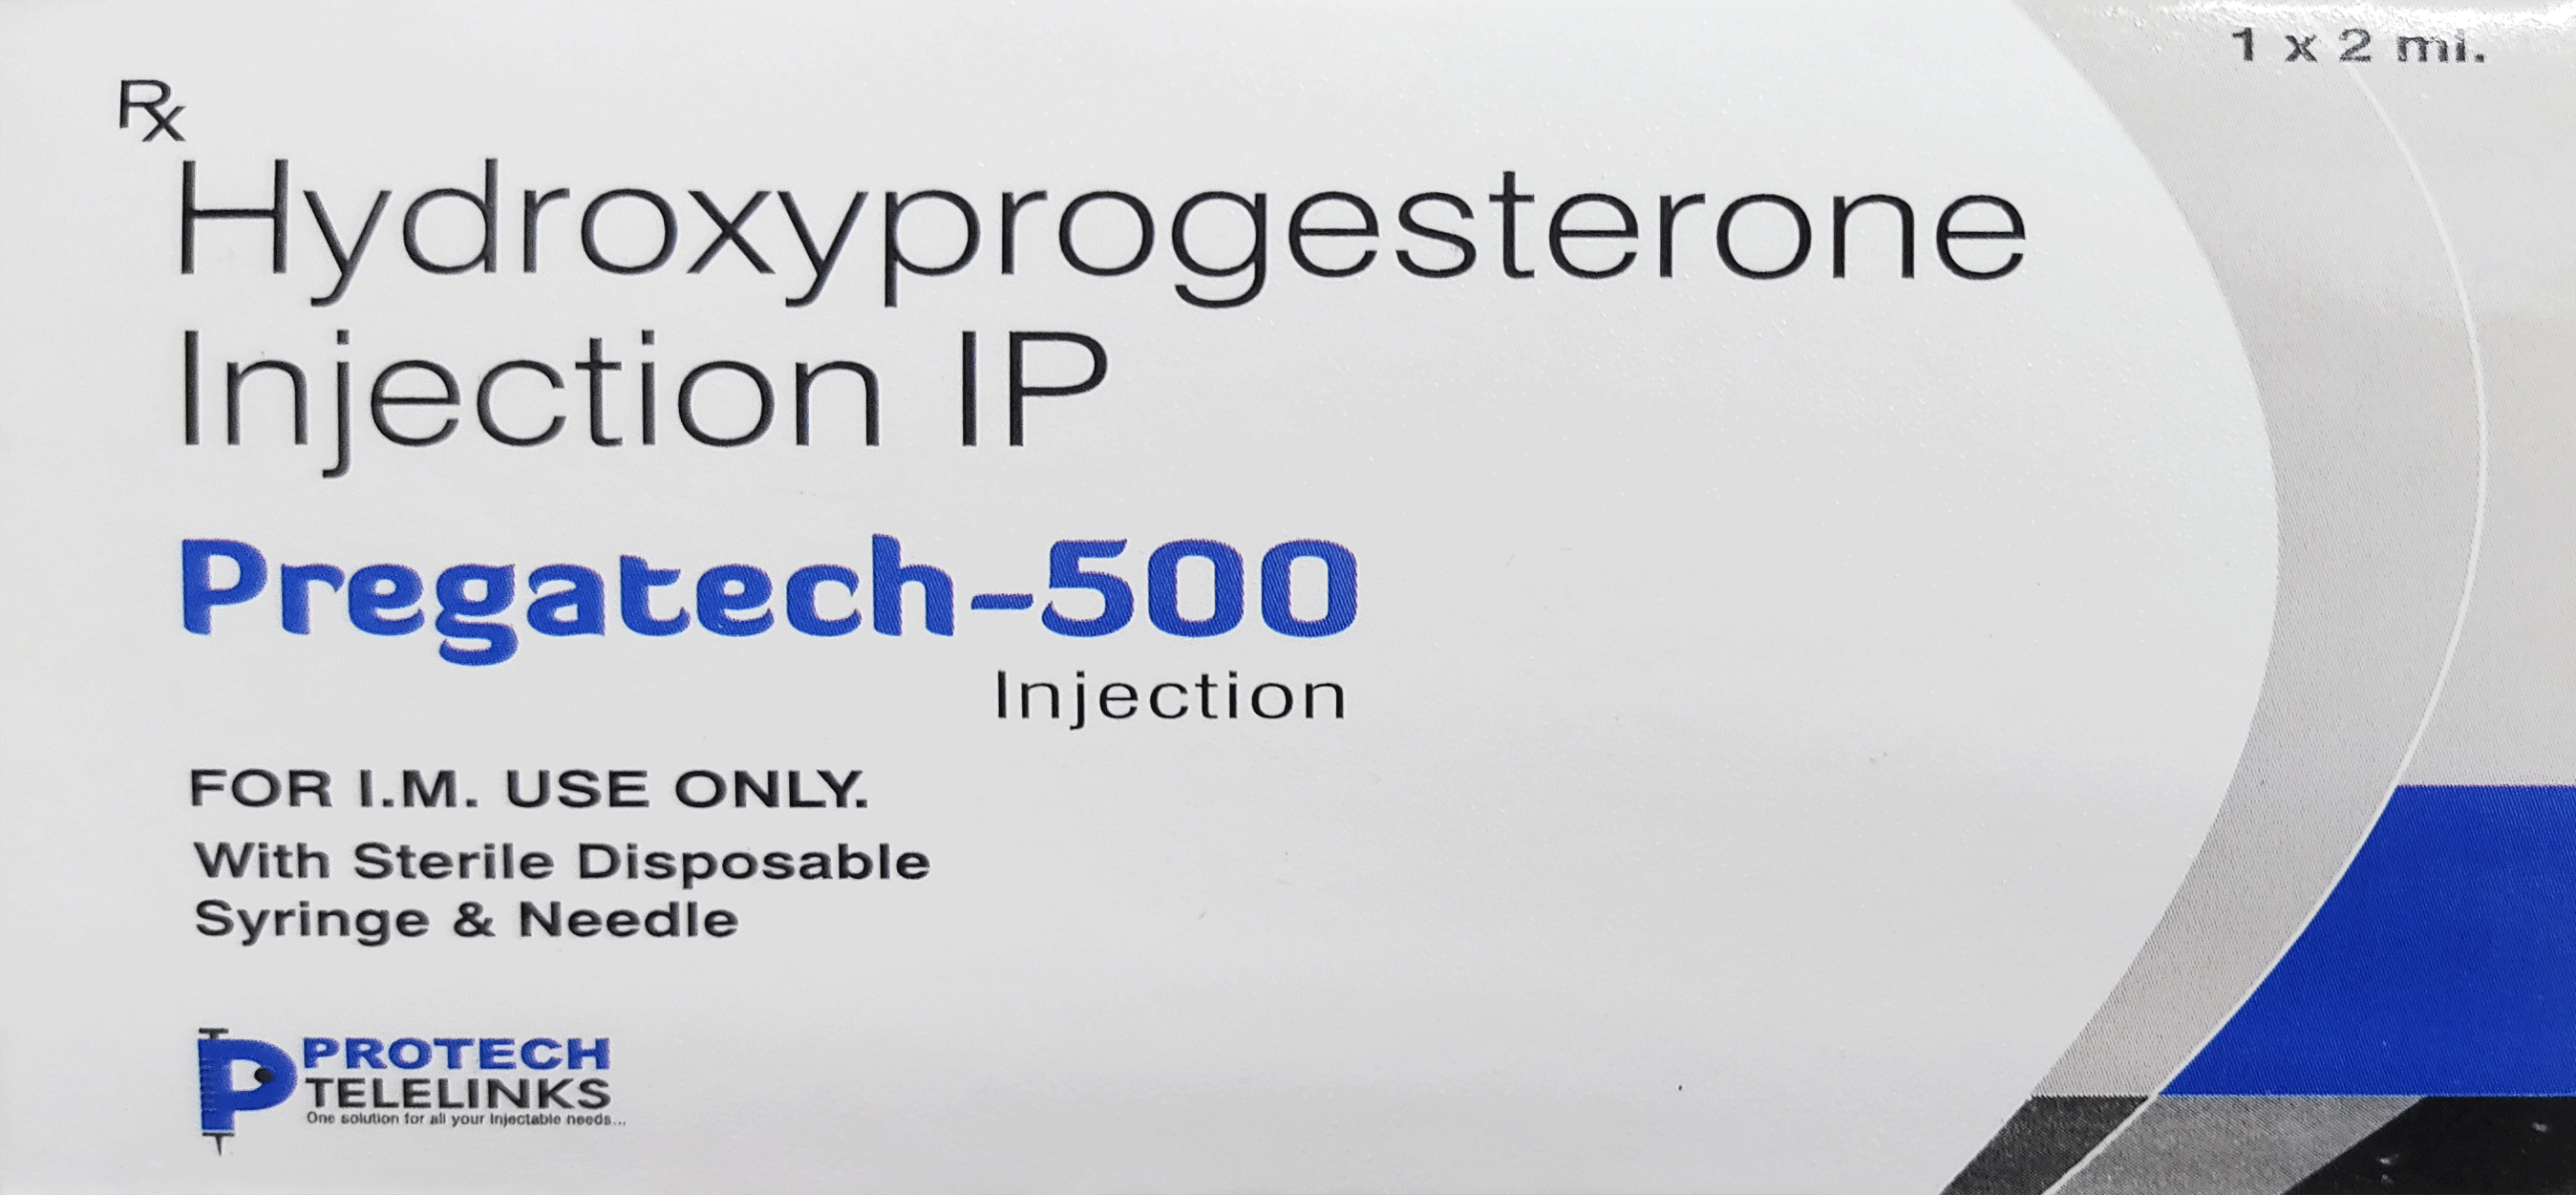 1 x 2 ml.
Rx
Hydroxyprogesterone
Injection IP
Pregatech-500
Injection
FOR I.M. USE ONLY.
With Sterile Disposable
Syringe & Needle
PROTECH
TELELINKS
One solution for all your Injectable needs...